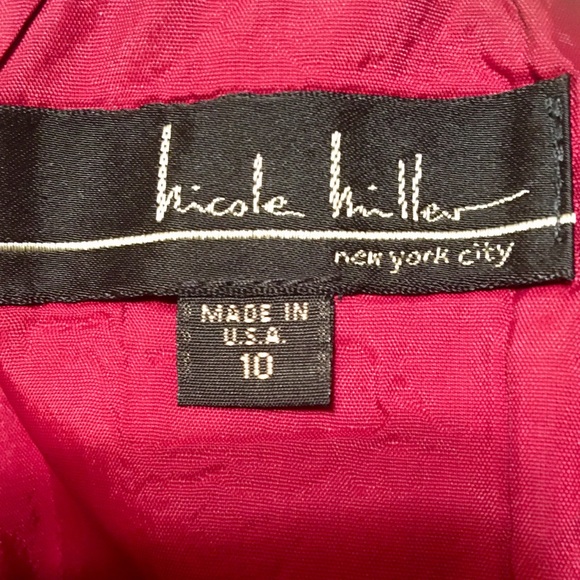 nicole miller
new york city
MADE IN
U.S.A.
10